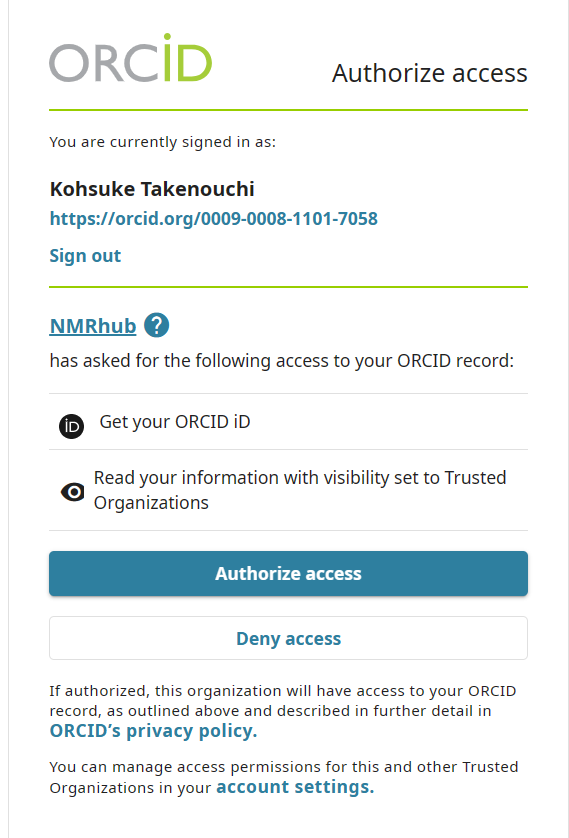 ORCID
Authorize access
You are currently signed in as:
Kohsuke Takenouchi
https://orcid.org/0009-0008-1101-7058
Sign out
NMRhub ?
has asked for the following access to your ORCID record:
iD Get your ORCID iD
Read your information with visibility set to Trusted
Organizations
Authorize access
Deny access
If authorized, this organization will have access to your ORCID
record, as outlined above and described in further detail in
ORCID’s privacy policy.
You can manage access permissions for this and other Trusted
Organizations in your account settings.